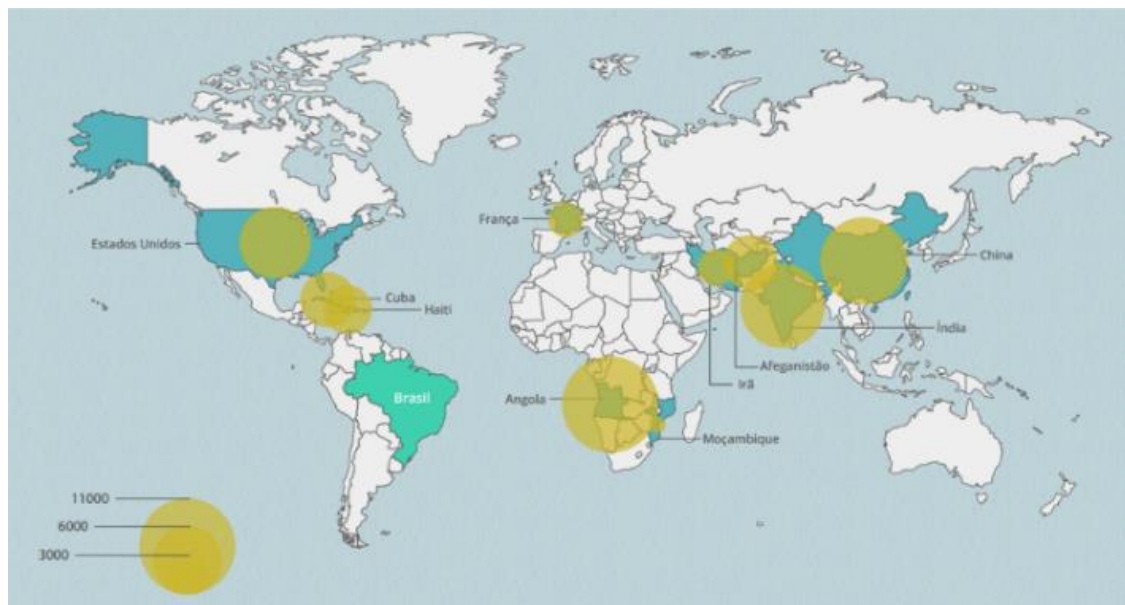 França
Estados Unidos
China
Cuba
Haiti
Índia
Afeganistão
Irã
Brasil
Angola
Moçambique
11000
6000
3000